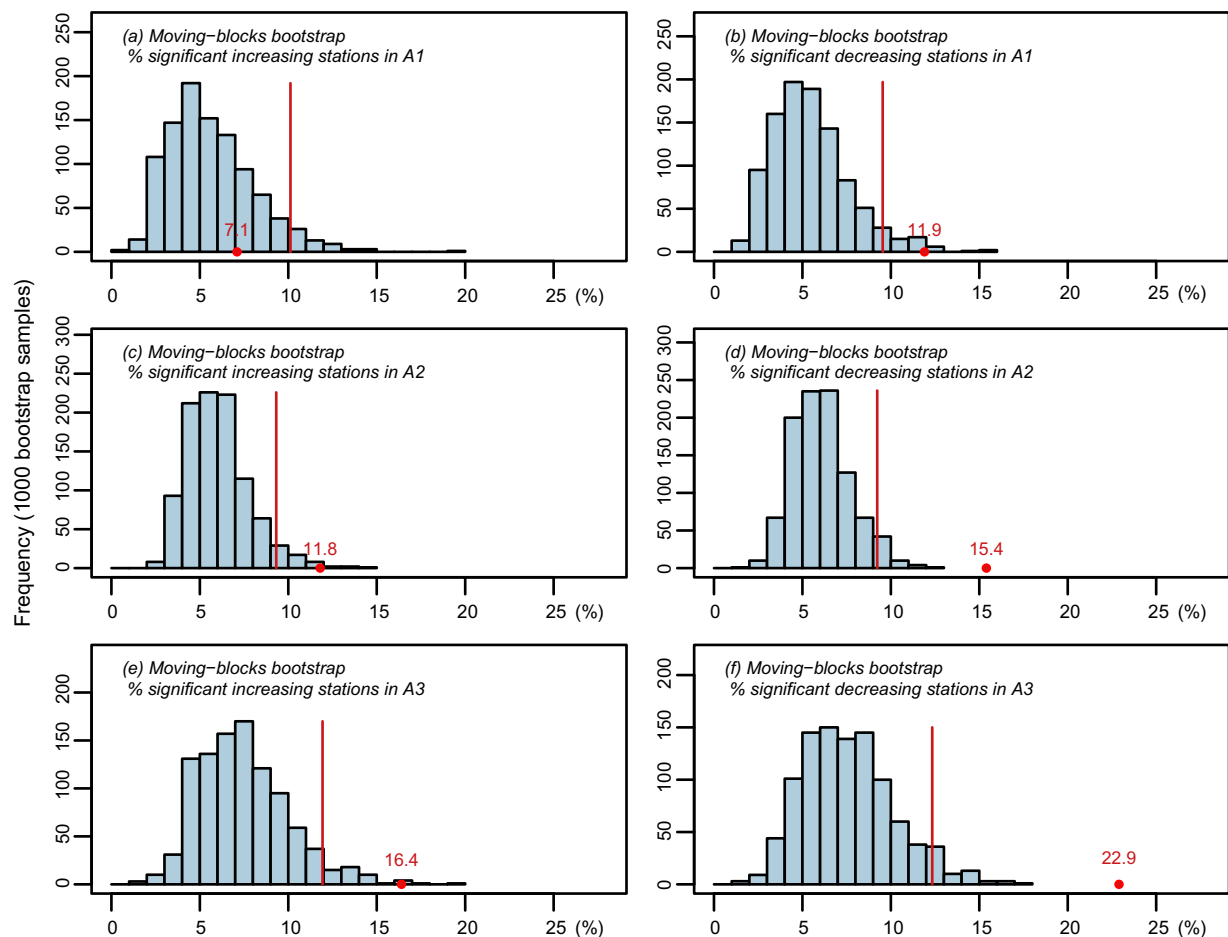 Frequency (1000 bootstrap samples)
(a) Moving−blocks bootstrap
% significant increasing stations in A1
250
200
150
100
50
0
7.1
0 5 10 15 20 25 (%)
(b) Moving−blocks bootstrap
% significant decreasing stations in A1
250
200
150
100
50
0
11.9
0 5 10 15 20 25 (%)
(c) Moving−blocks bootstrap
% significant increasing stations in A2
300
250
200
150
100
50
0
11.8
0 5 10 15 20 25 (%)
(d) Moving−blocks bootstrap
% significant decreasing stations in A2
300
250
200
150
100
50
0
15.4
0 5 10 15 20 25 (%)
(e) Moving−blocks bootstrap
% significant increasing stations in A3
200
150
100
50
0
16.4
0 5 10 15 20 25 (%)
(f) Moving−blocks bootstrap
% significant decreasing stations in A3
200
150
100
50
0
22.9
0 5 10 15 20 25 (%)